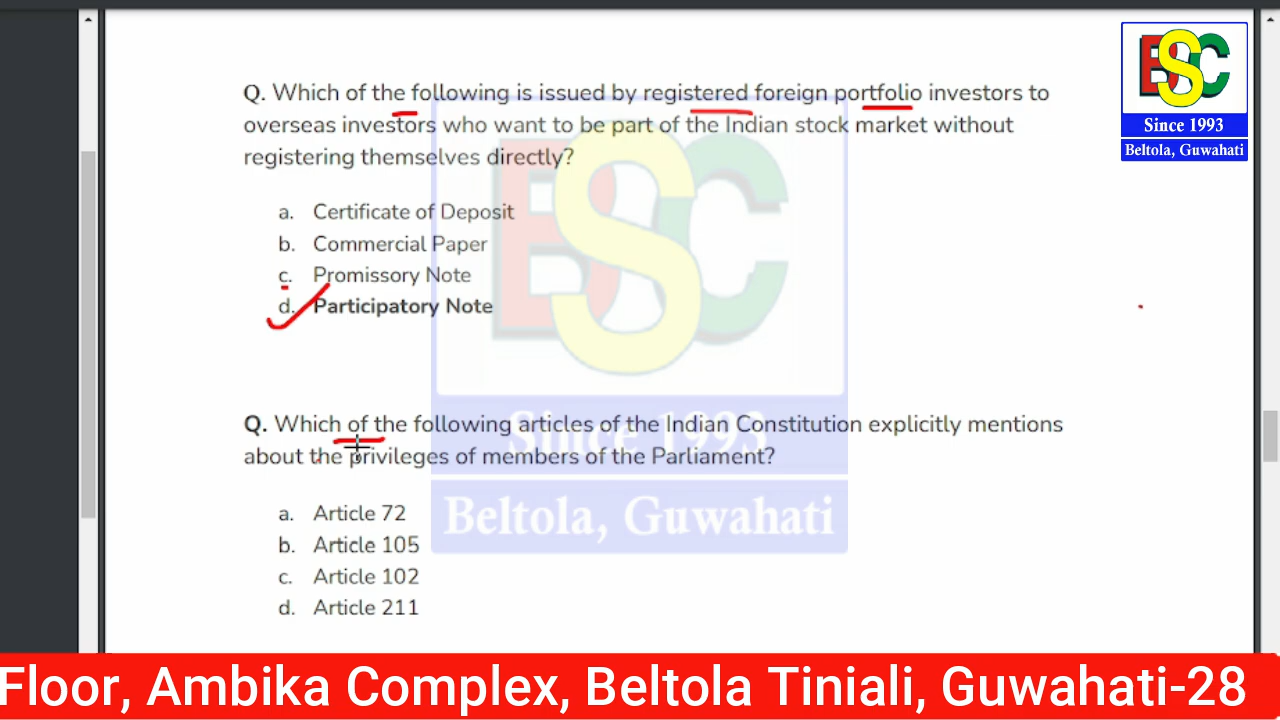 ESC
Since 1993
Beltola, Guwahati
Q. Which of the following is issued by registered foreign portfolio investors to
overseas investors who want to be part of the Indian stock market without
registering themselves directly?
a. Certificate of Deposit
b. Commercial Paper
c. Promissory Note
d. Participatory Note
ESC
Since 1993
Beltola, Guwahati
Q. Which of the following articles of the Indian Constitution explicitly mentions
about the privileges of members of the Parliament?
a. Article 72
b. Article 105
c. Article 102
d. Article 211
Floor, Ambika Complex, Beltola Tiniali, Guwahati-28